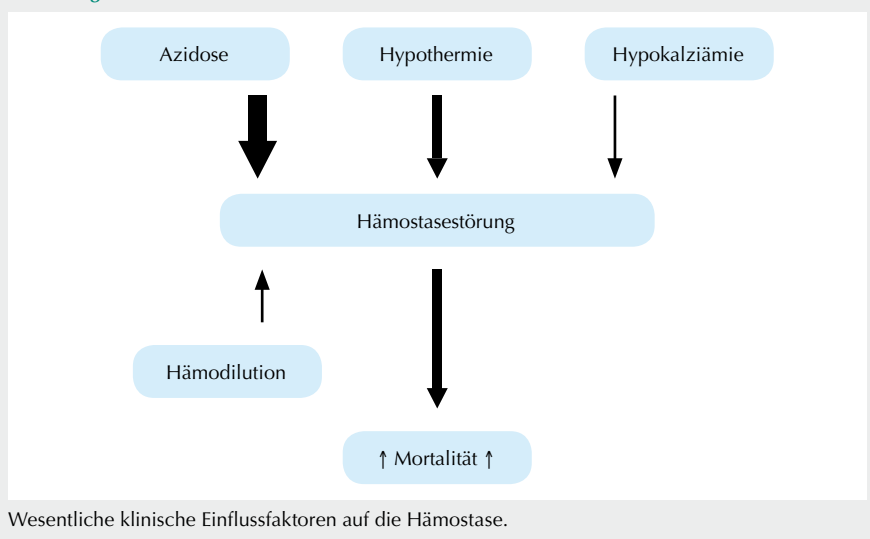 Azidose
Hypothermie
Hypokalziämie
Hämostasestörung
Hämodilution
↑ Mortalität ↑
Wesentliche klinische Einflussfaktoren auf die Hämostase.